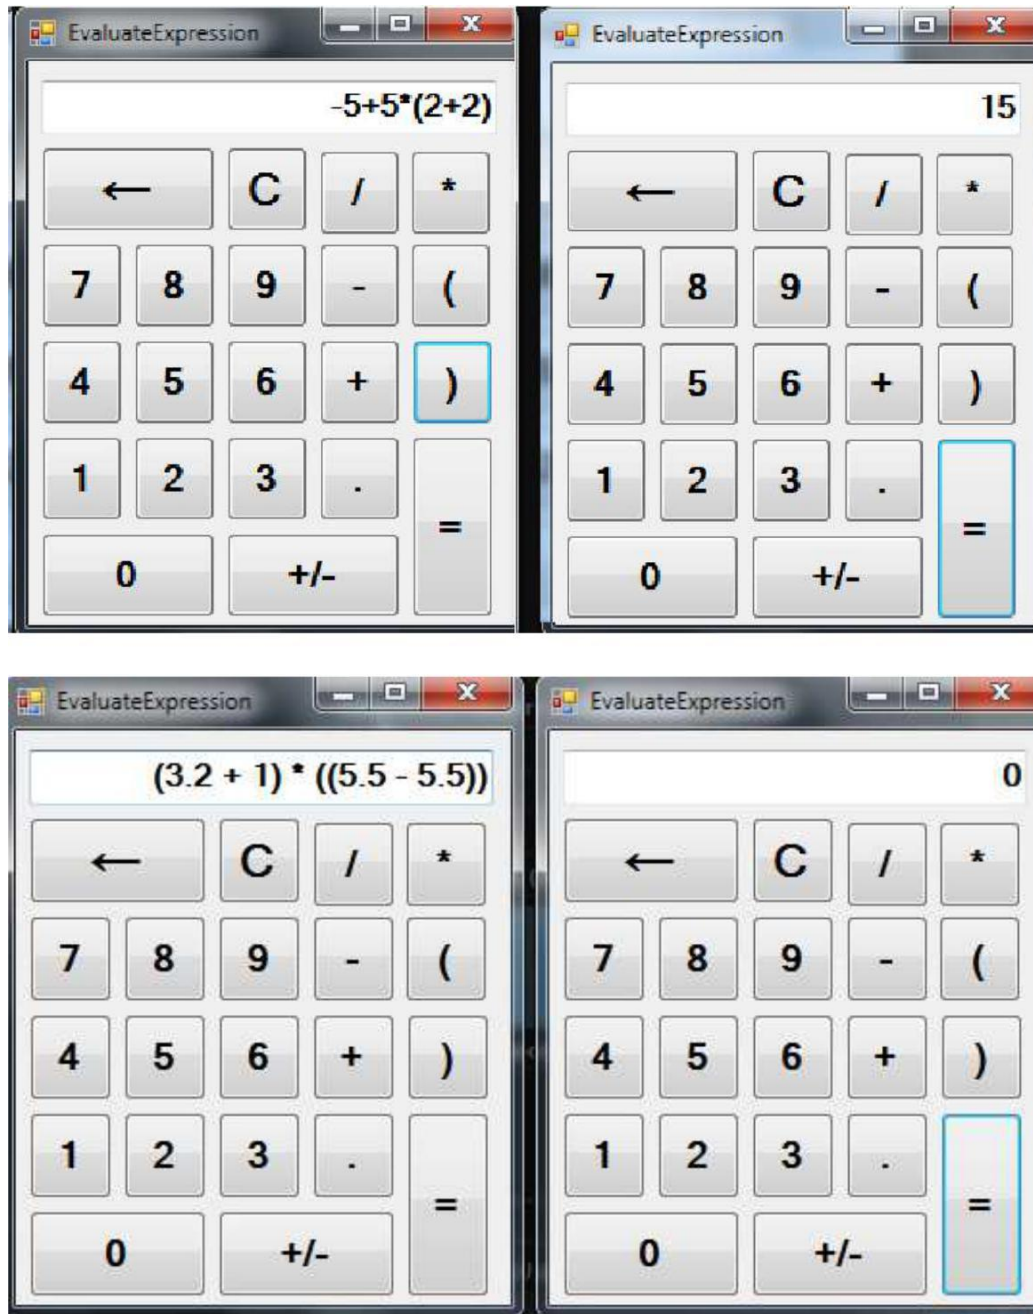 EvaluateExpression
-5+5*(2+2)
← C / *
7 8 9 - (
4 5 6 + )
1 2 3 .
=
0 +/-
EvaluateExpression
15
← C / *
7 8 9 - (
4 5 6 + )
1 2 3 .
=
0 +/-
EvaluateExpression
(3.2 + 1) * ((5.5 - 5.5))
← C / *
7 8 9 - (
4 5 6 + )
1 2 3 .
=
0 +/-
EvaluateExpression
0
← C / *
7 8 9 - (
4 5 6 + )
1 2 3 .
=
0 +/-